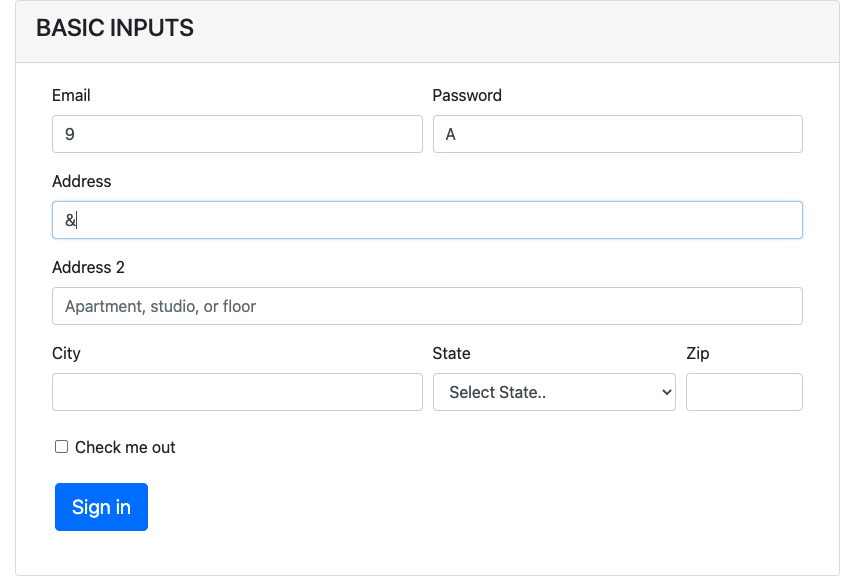 BASIC INPUTS
Email Password
9 A
Address
&
Address 2
Apartment, studio, or floor
City State Zip
Select State..
Check me out
Sign in